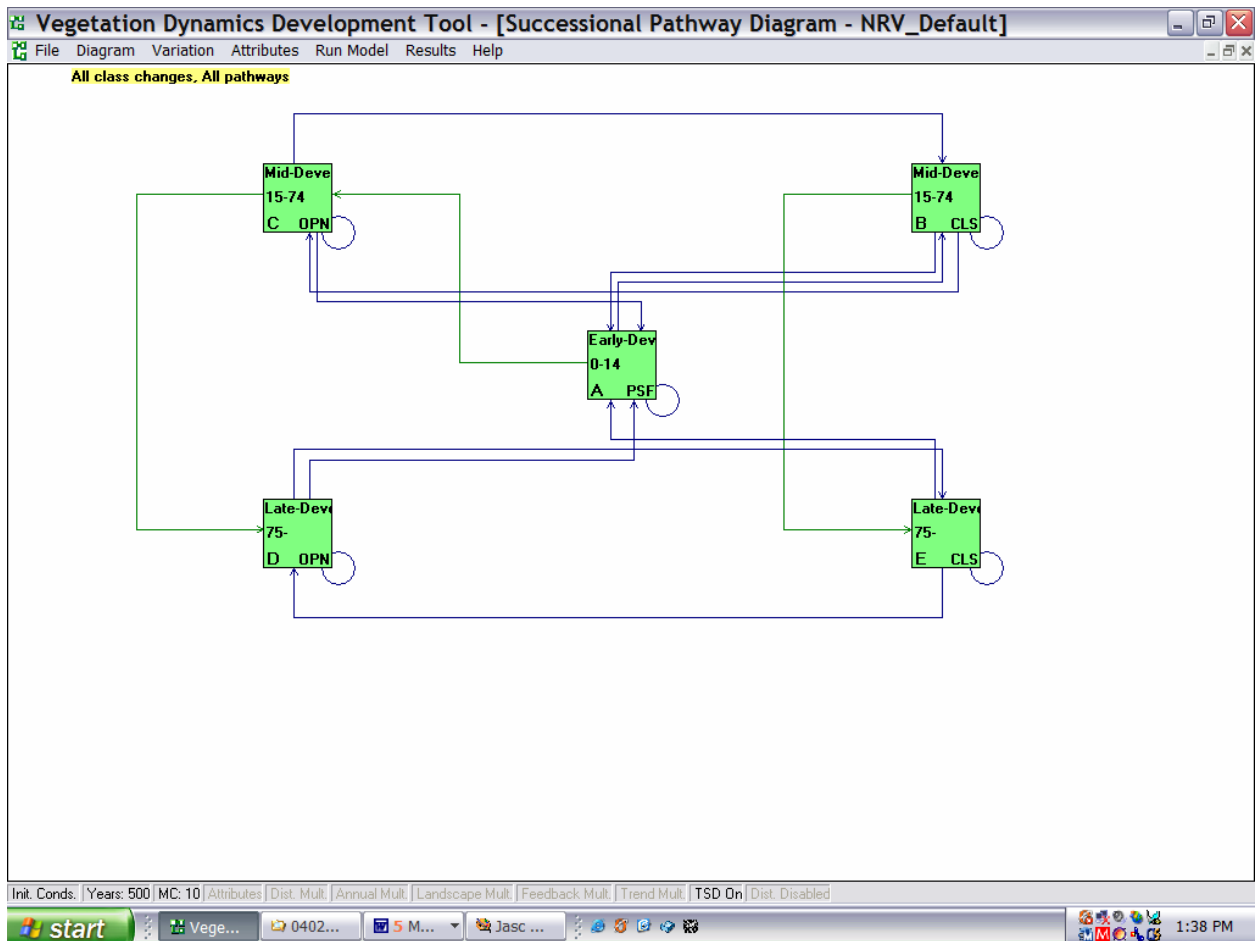 Vegetation Dynamics Development Tool - [Successional Pathway Diagram - NRV_Default]
File Diagram Variation Attributes Run Model Results Help
All class changes, All pathways
Mid-Deve
15-74
C OPN
Mid-Deve
15-74
B CLS
Early-Dev
0-14
A PSF
Late-Deve
75-
D OPN
Late-Deve
75-
E CLS
Init. Conds. Years: 500 MC: 10 Attributes Dist. Mult. Annual Mult. Landscape Mult. Feedback Mult. Trend Mult. TSD On Dist. Disabled
start Vege... 0402... 5 M... Jasc ... 1:38 PM